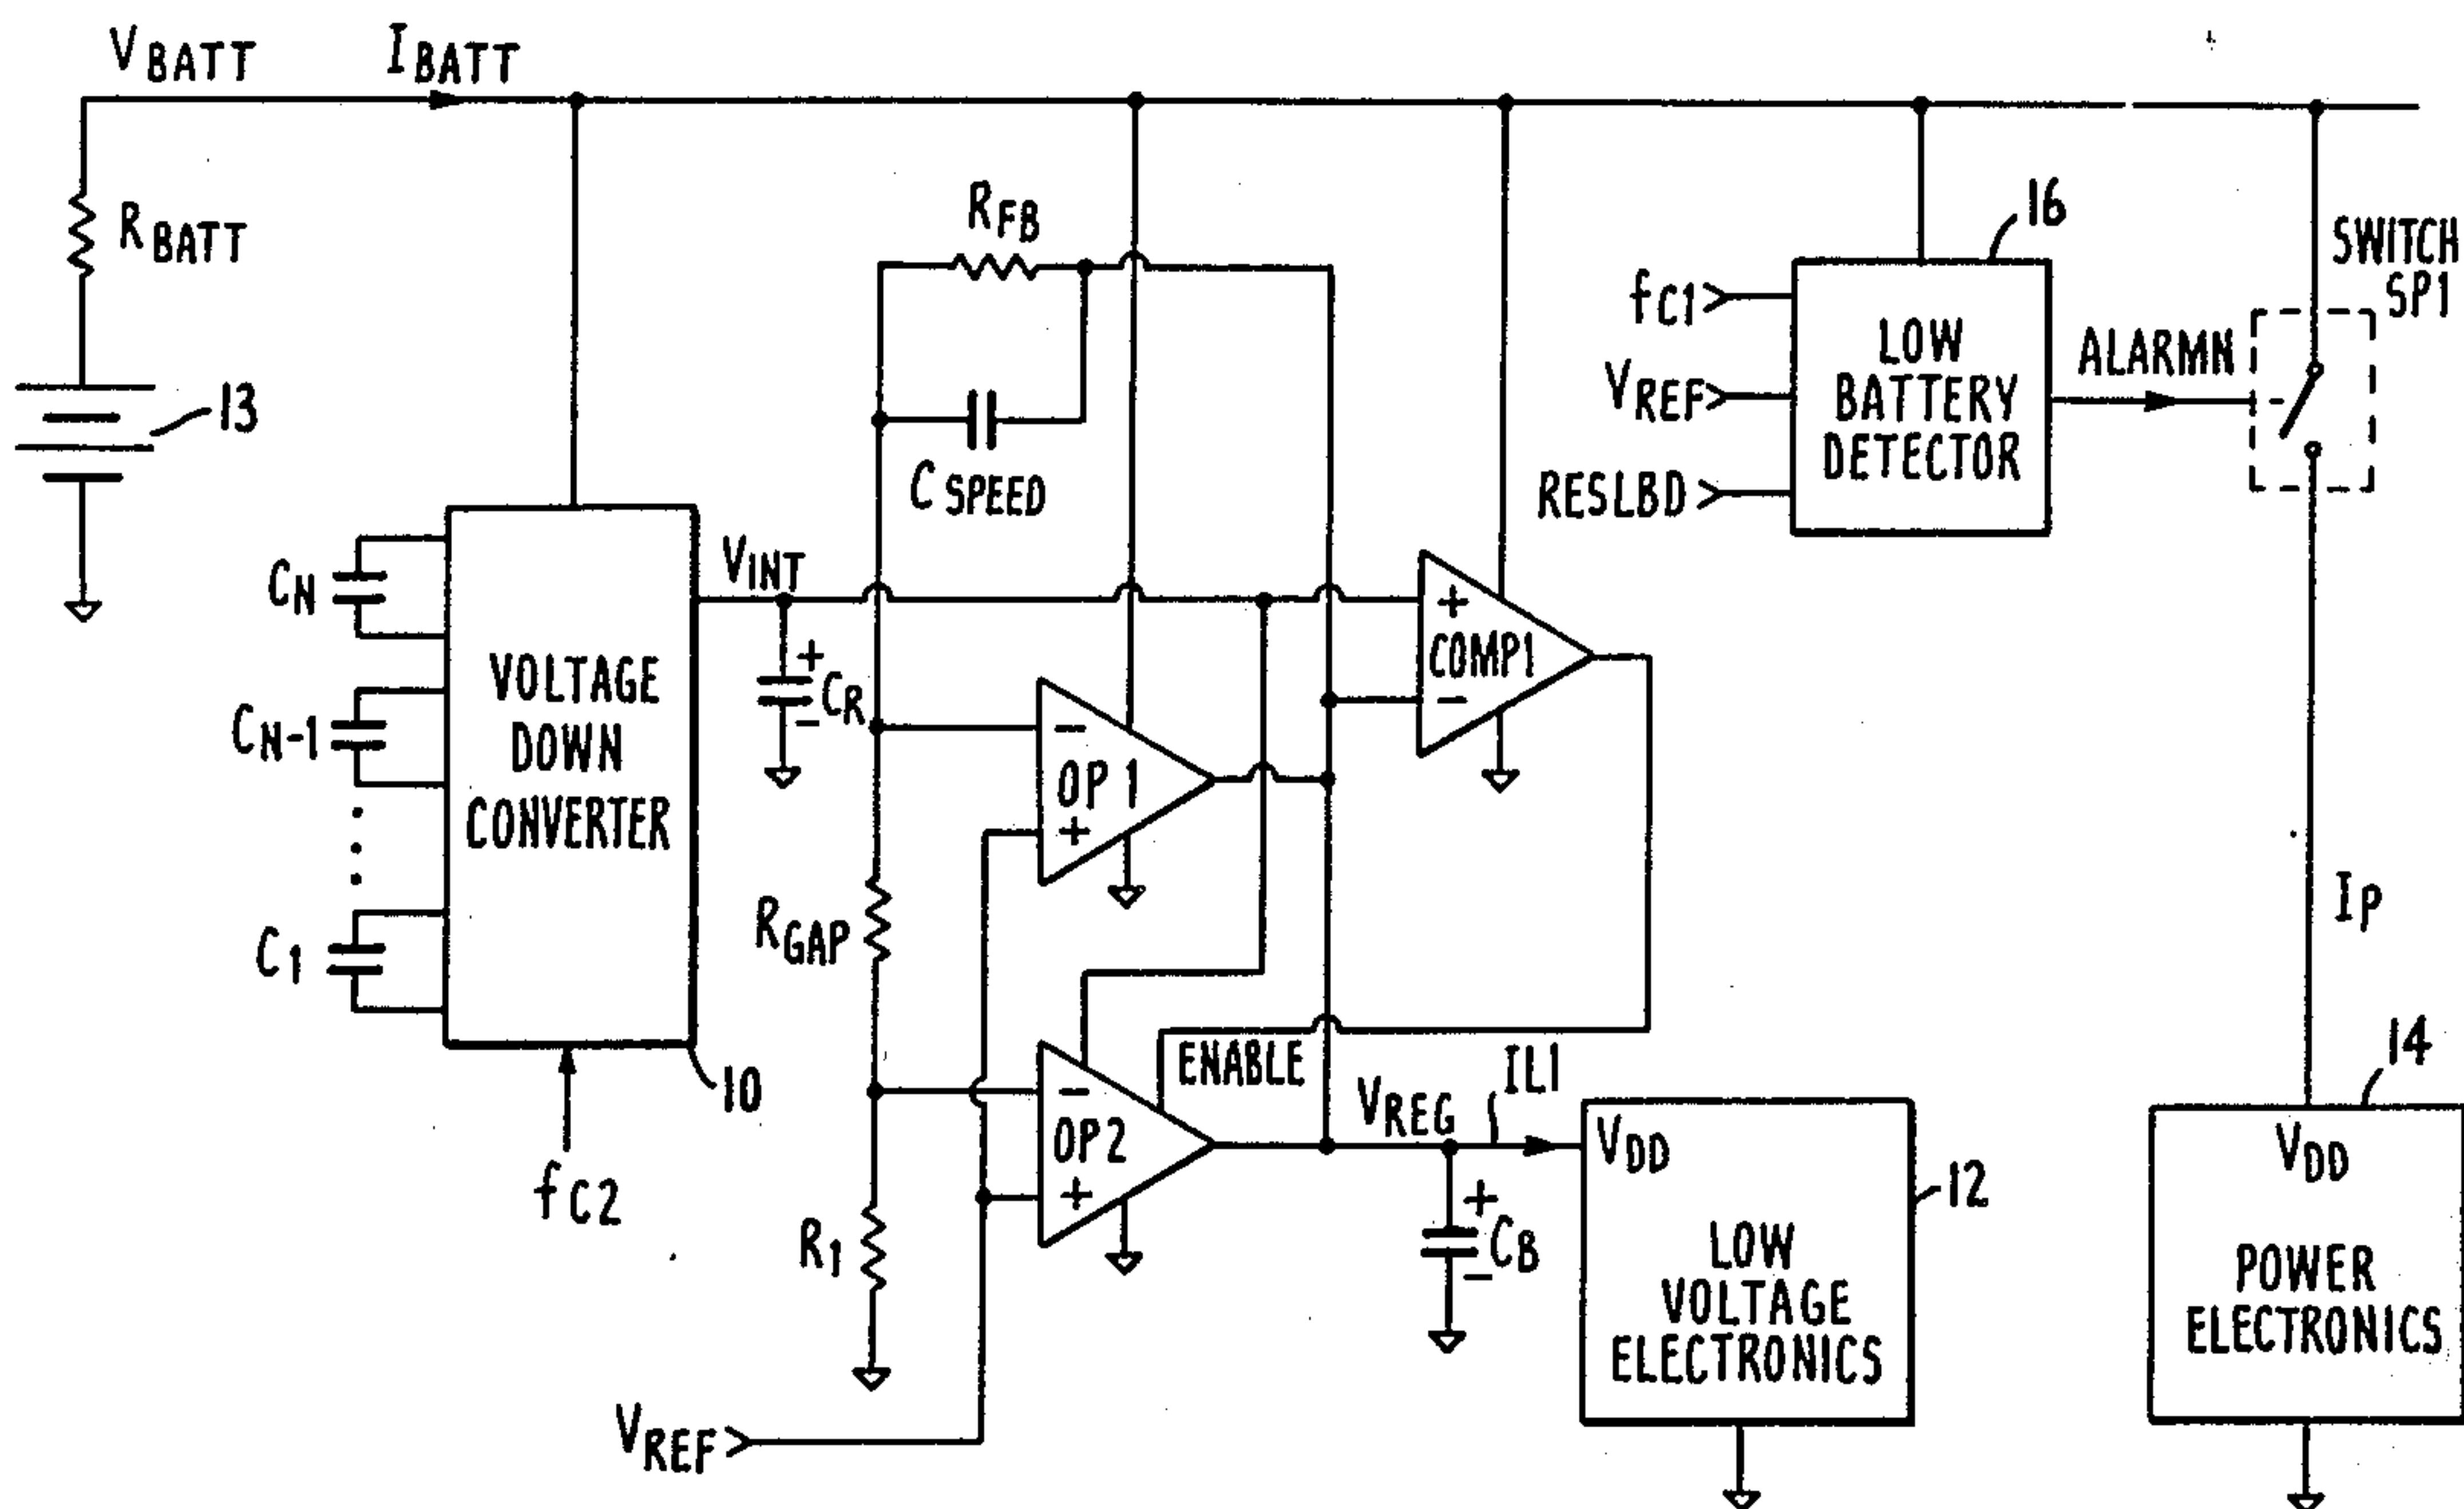 VBATT
IBATT
RBATT
13
RFB
CSPEED
16
SWITCH
SP1
fC1
VREF
RESLBD
LOW
BATTERY
DETECTOR
ALARMN
CN
CN-1
C1
VOLTAGE
DOWN
CONVERTER
10
fC2
VINT
+
CR
-
-
OP1
+
+
COMP1
-
RGAP
R1
-
OP2
+
ENABLE
VREG
IL1
+
CB
-
VDD
LOW
VOLTAGE
ELECTRONICS
12
IP
14
VDD
POWER
ELECTRONICS
VREF